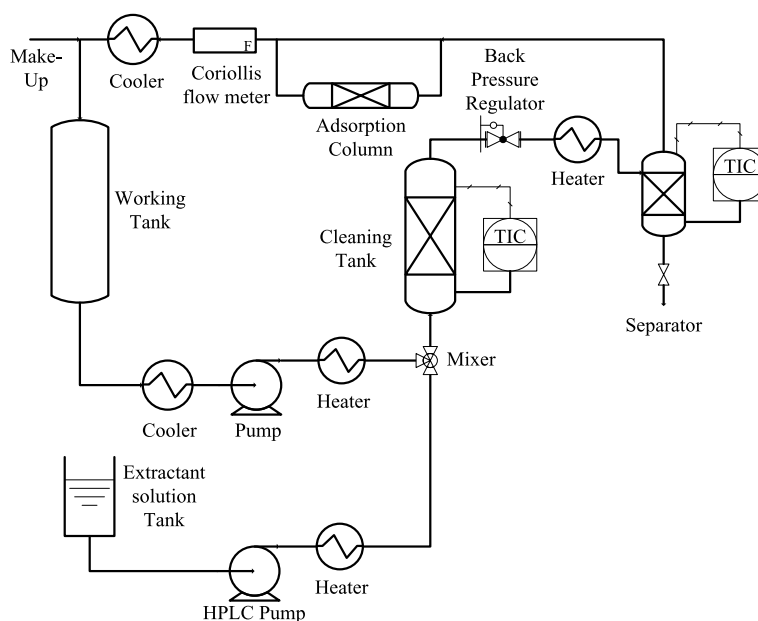 Make-
Up
Cooler
F
Coriollis
flow meter
Adsorption
Column
Back
Pressure
Regulator
Heater
TIC
Working
Tank
Cleaning
Tank
TIC
Separator
Mixer
Cooler
Pump
Heater
Extractant
solution
Tank
HPLC Pump
Heater